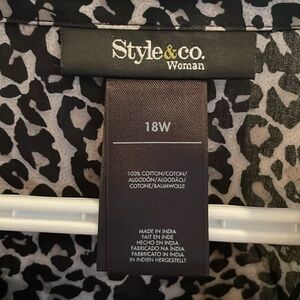 Style&co.
Woman
18W
100% COTTON/COTON/
ALGODÓN/ALGODÃO/
COTONE/BAUMWOLLE
MADE IN INDIA
FAIT EN INDE
HECHO EN INDIA
FABRICADO NA ÍNDIA
FABBRICATO IN INDIA
IN INDIEN HERGESTELLT